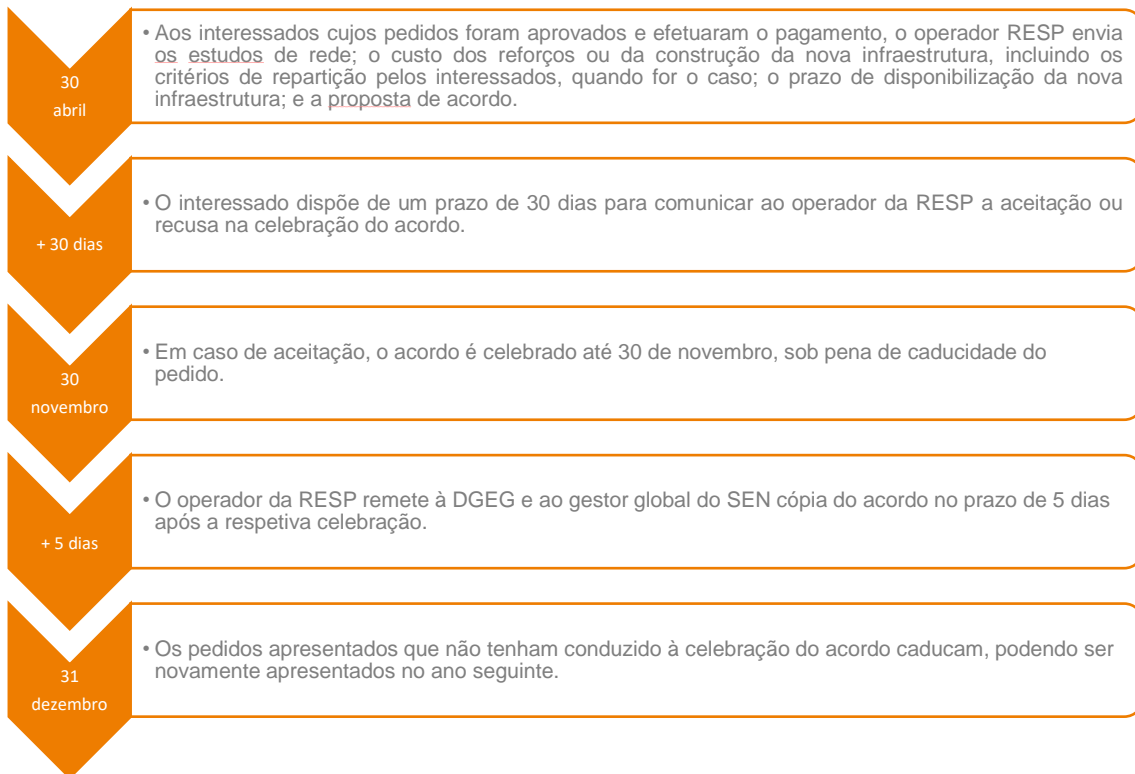 30
abril
• Aos interessados cujos pedidos foram aprovados e efetuaram o pagamento, o operador RESP envia
os estudos de rede; o custo dos reforços ou da construção da nova infraestrutura, incluindo os
critérios de repartição pelos interessados, quando for o caso; o prazo de disponibilização da nova
infraestrutura; e a proposta de acordo.
+ 30 dias
• O interessado dispõe de um prazo de 30 dias para comunicar ao operador da RESP a aceitação ou
recusa na celebração do acordo.
30
novembro
• Em caso de aceitação, o acordo é celebrado até 30 de novembro, sob pena de caducidade do
pedido.
+ 5 dias
• O operador da RESP remete à DGEG e ao gestor global do SEN cópia do acordo no prazo de 5 dias
após a respetiva celebração.
31
dezembro
• Os pedidos apresentados que não tenham conduzido à celebração do acordo caducam, podendo ser
novamente apresentados no ano seguinte.